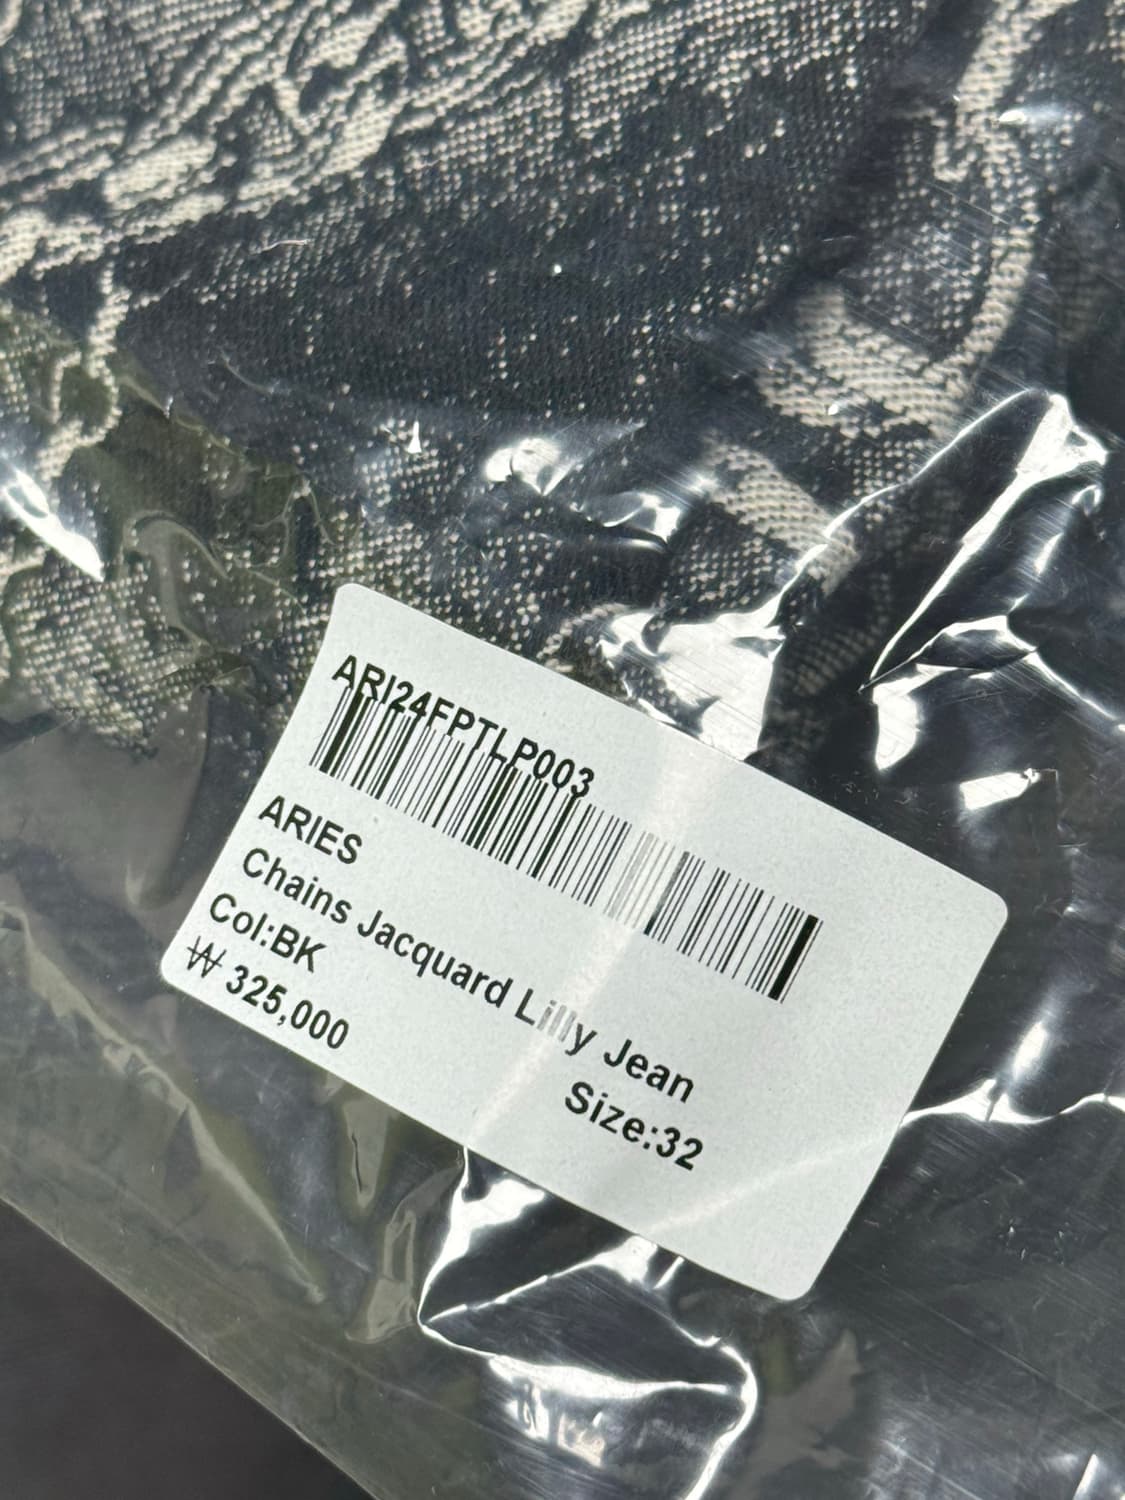 ARI24FPTLP003
ARIES
Chains Jacquard Lilly Jean
Col:BK
Size:32
₩ 325,000